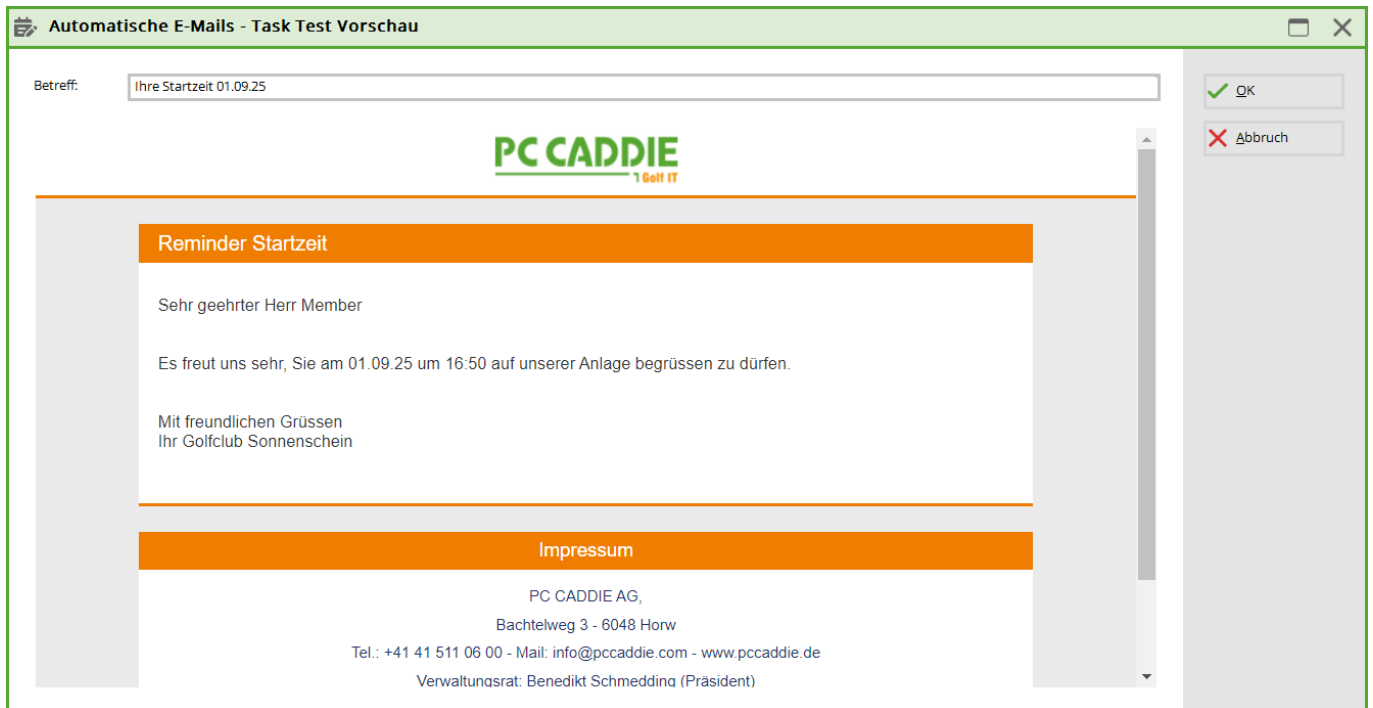 Automatische E-Mails - Task Test Vorschau
Betreff:
Ihre Startzeit 01.09.25
OK
Abbruch
PC CADDIE
Golf IT
Reminder Startzeit
Sehr geehrter Herr Member
Es freut uns sehr, Sie am 01.09.25 um 16:50 auf unserer Anlage begrüssen zu dürfen.
Mit freundlichen Grüssen
Ihr Golfclub Sonnenschein
Impressum
PC CADDIE AG,
Bachtelweg 3 - 6048 Horw
Tel.: +41 41 511 06 00 - Mail: info@pccaddie.com - www.pccaddie.de
Verwaltungsrat: Benedikt Schmedding (Präsident)